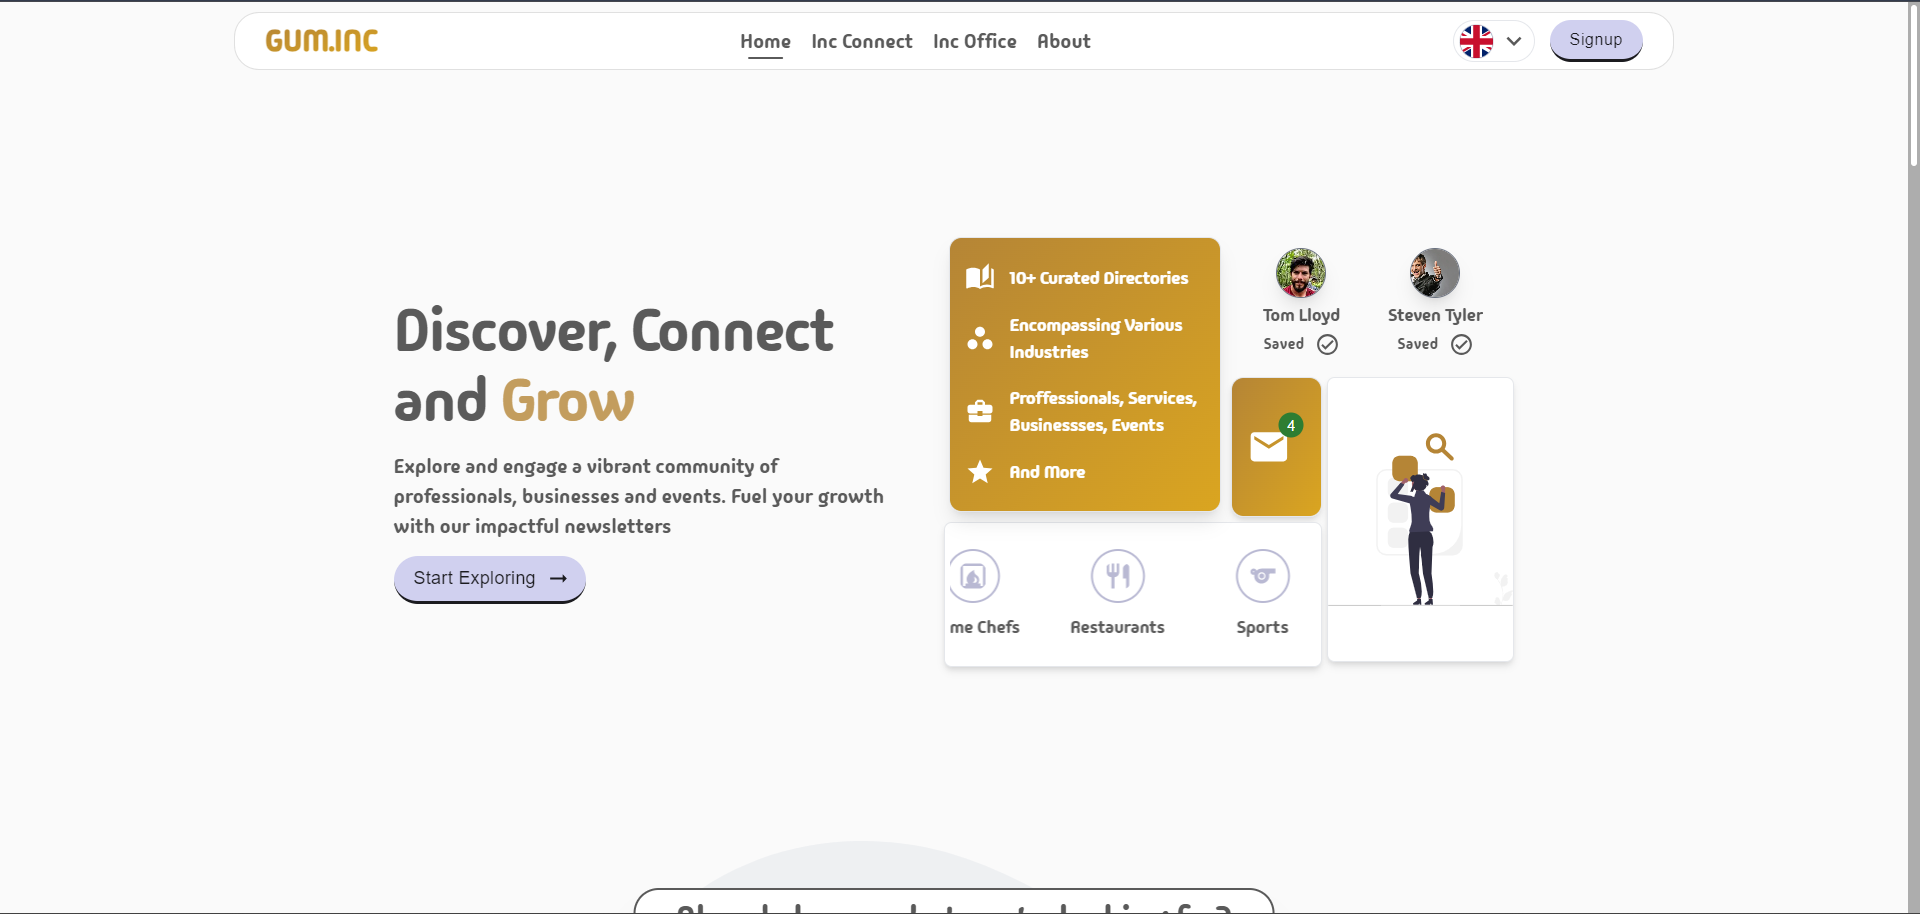 GUM.INC
Home
Inc Connect
Inc Office
About
Signup
Discover, Connect
and Grow
Explore and engage a vibrant community of
professionals, businesses and events. Fuel your growth
with our impactful newsletters
Start Exploring
10+ Curated Directories
Encompassing Various
Industries
Proffessionals, Services,
Businessses, Events
And More
Tom Lloyd
Saved
Steven Tyler
Saved
4
me Chefs
Restaurants
Sports